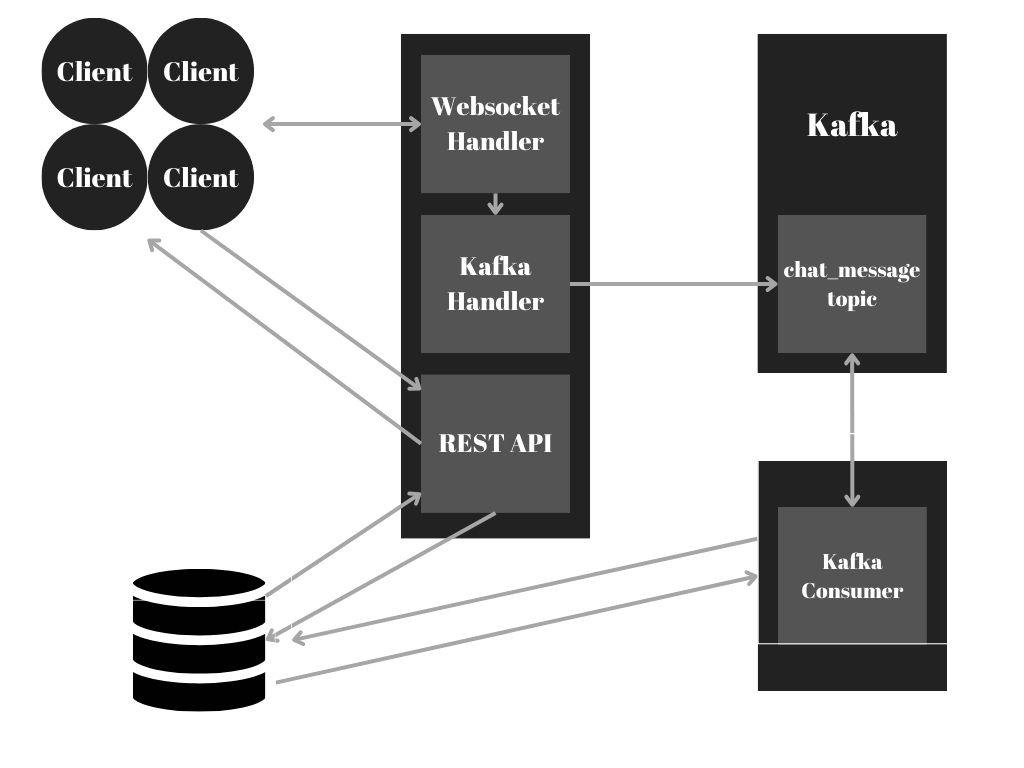 Client
Client
Client
Client
Websocket
Handler
Kafka
Handler
REST API
Kafka
chat_message
topic
Kafka
Consumer